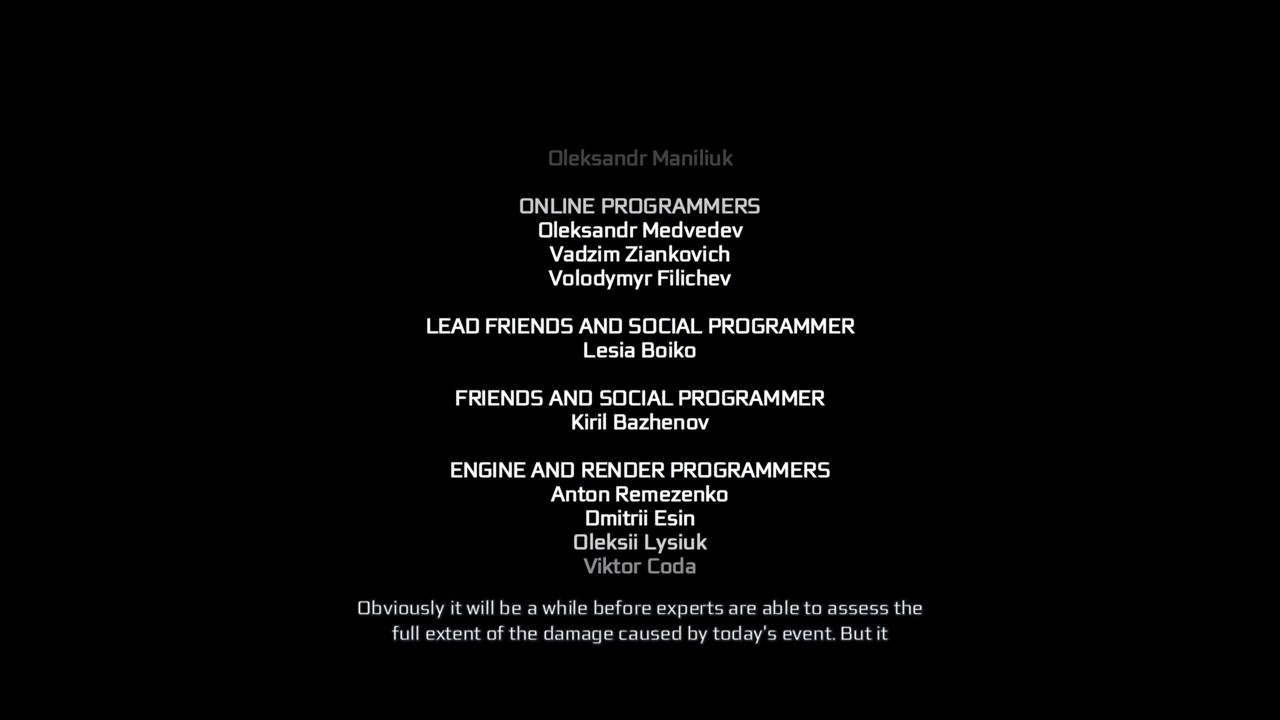 Oleksandr Maniliuk
ONLINE PROGRAMMERS
Oleksandr Medvedev
Vadzim Ziankovich
Volodymyr Filichev
LEAD FRIENDS AND SOCIAL PROGRAMMER
Lesia Boiko
FRIENDS AND SOCIAL PROGRAMMER
Kiril Bazhenov
ENGINE AND RENDER PROGRAMMERS
Anton Remezenko
Dmitrii Esin
Oleksii Lysiuk
Viktor Coda
Obviously it will be a while before experts are able to assess the
full extent of the damage caused by today's event. But it